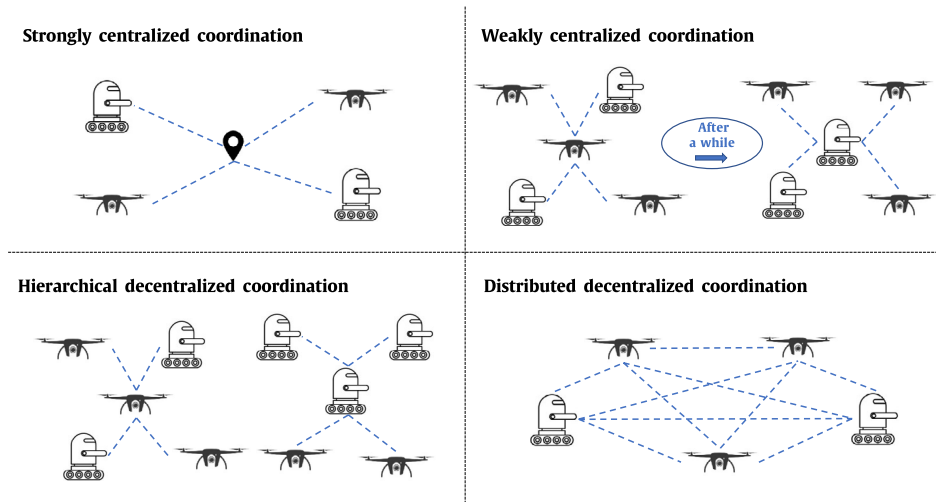 Strongly centralized coordination
Weakly centralized coordination
After
a while
Hierarchical decentralized coordination
Distributed decentralized coordination